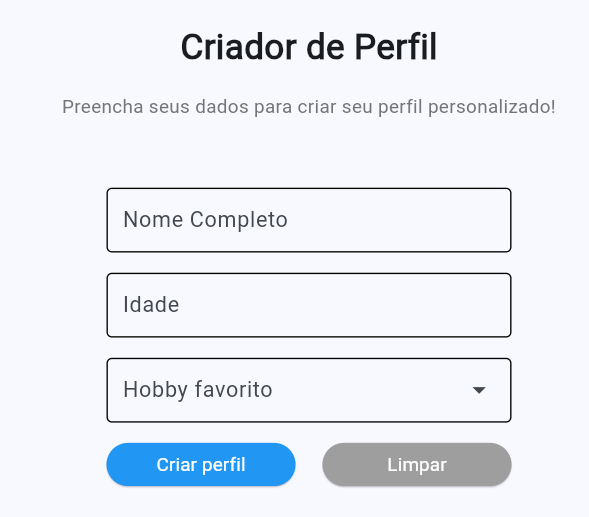 Criador de Perfil
Preencha seus dados para criar seu perfil personalizado!
Nome Completo
Idade
Hobby favorito
Criar perfil
Limpar